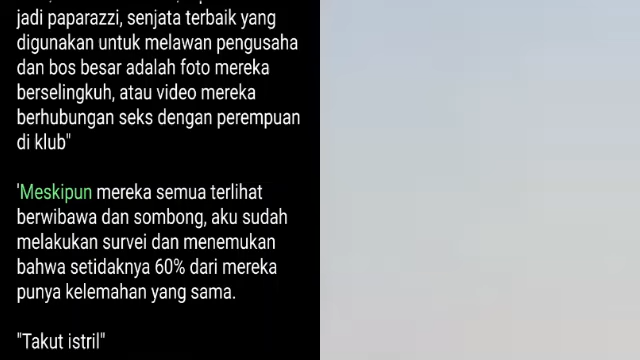 jadi paparazzi, senjata terbaik yang
digunakan untuk melawan pengusaha
dan bos besar adalah foto mereka
berselingkuh, atau video mereka
berhubungan seks dengan perempuan
di klub"
'Meskipun mereka semua terlihat
berwibawa dan sombong, aku sudah
melakukan survei dan menemukan
bahwa setidaknya 60% dari mereka
punya kelemahan yang sama.
"Takut istril"